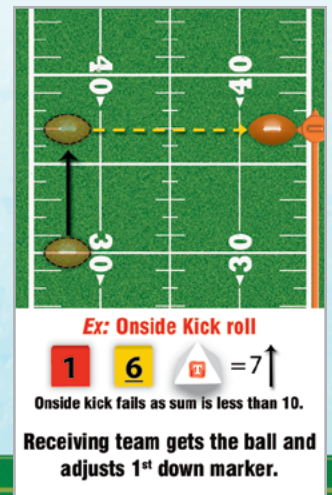 40 40
30 30
Ex: Onside Kick roll
1 6 T =7
Onside kick fails as sum is less than 10.
Receiving team gets the ball and
adjusts 1st down marker.